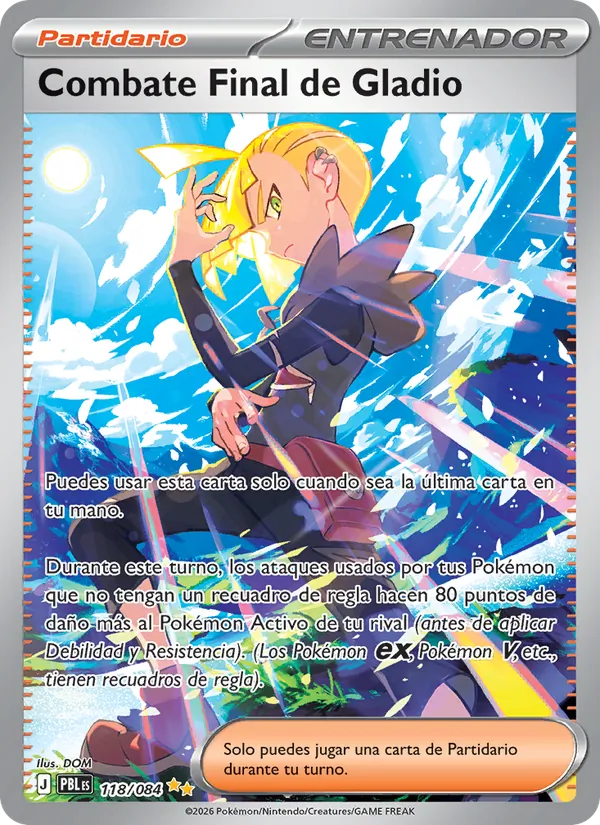 Partidario
ENTRENADOR
Combate Final de Gladio
Puedes usar esta carta solo cuando sea la última carta en
tu mano.
Durante este turno, los ataques usados por tus Pokémon
que no tengan un recuadro de regla hacen 80 puntos de
daño más al Pokémon Activo de tu rival (antes de aplicar
Debilidad y Resistencia). (Los Pokémon ex, Pokémon V, etc.,
tienen recuadros de regla).
Solo puedes jugar una carta de Partidario
durante tu turno.
Ilus. DOM
J PBL ES 118/084
©2026 Pokémon/Nintendo/Creatures/GAME FREAK